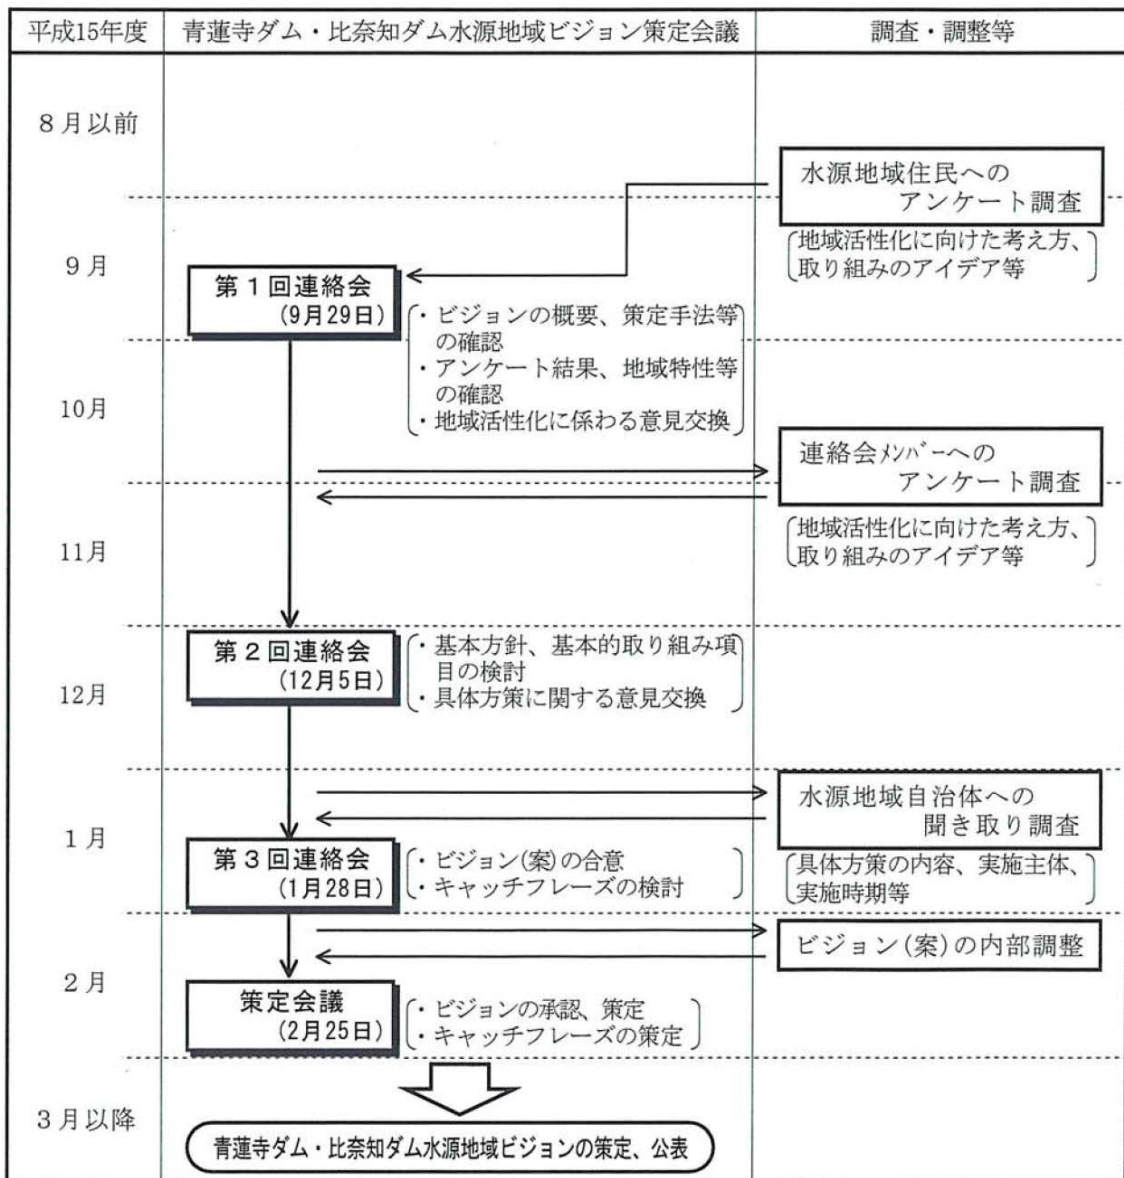 平成15年度
青蓮寺ダム・比奈知ダム水源地域ビジョン策定会議
調査・調整等
8月以前
水源地域住民への
アンケート調査
地域活性化に向けた考え方、
取り組みのアイデア等
9月
第1回連絡会
(9月29日)
・ビジョンの概要、策定手法等
の確認
・アンケート結果、地域特性等
の確認
・地域活性化に係わる意見交換
10月
連絡会ﾒﾝﾊﾞｰへの
アンケート調査
地域活性化に向けた考え方、
取り組みのアイデア等
11月
第2回連絡会
(12月5日)
・基本方針、基本的取り組み項
目の検討
・具体方策に関する意見交換
12月
水源地域自治体への
聞き取り調査
具体方策の内容、実施主体、
実施時期等
1月
第3回連絡会
(1月28日)
・ビジョン(案)の合意
・キャッチフレーズの検討
ビジョン(案)の内部調整
2月
策定会議
(2月25日)
・ビジョンの承認、策定
・キャッチフレーズの策定
3月以降
青蓮寺ダム・比奈知ダム水源地域ビジョンの策定、公表